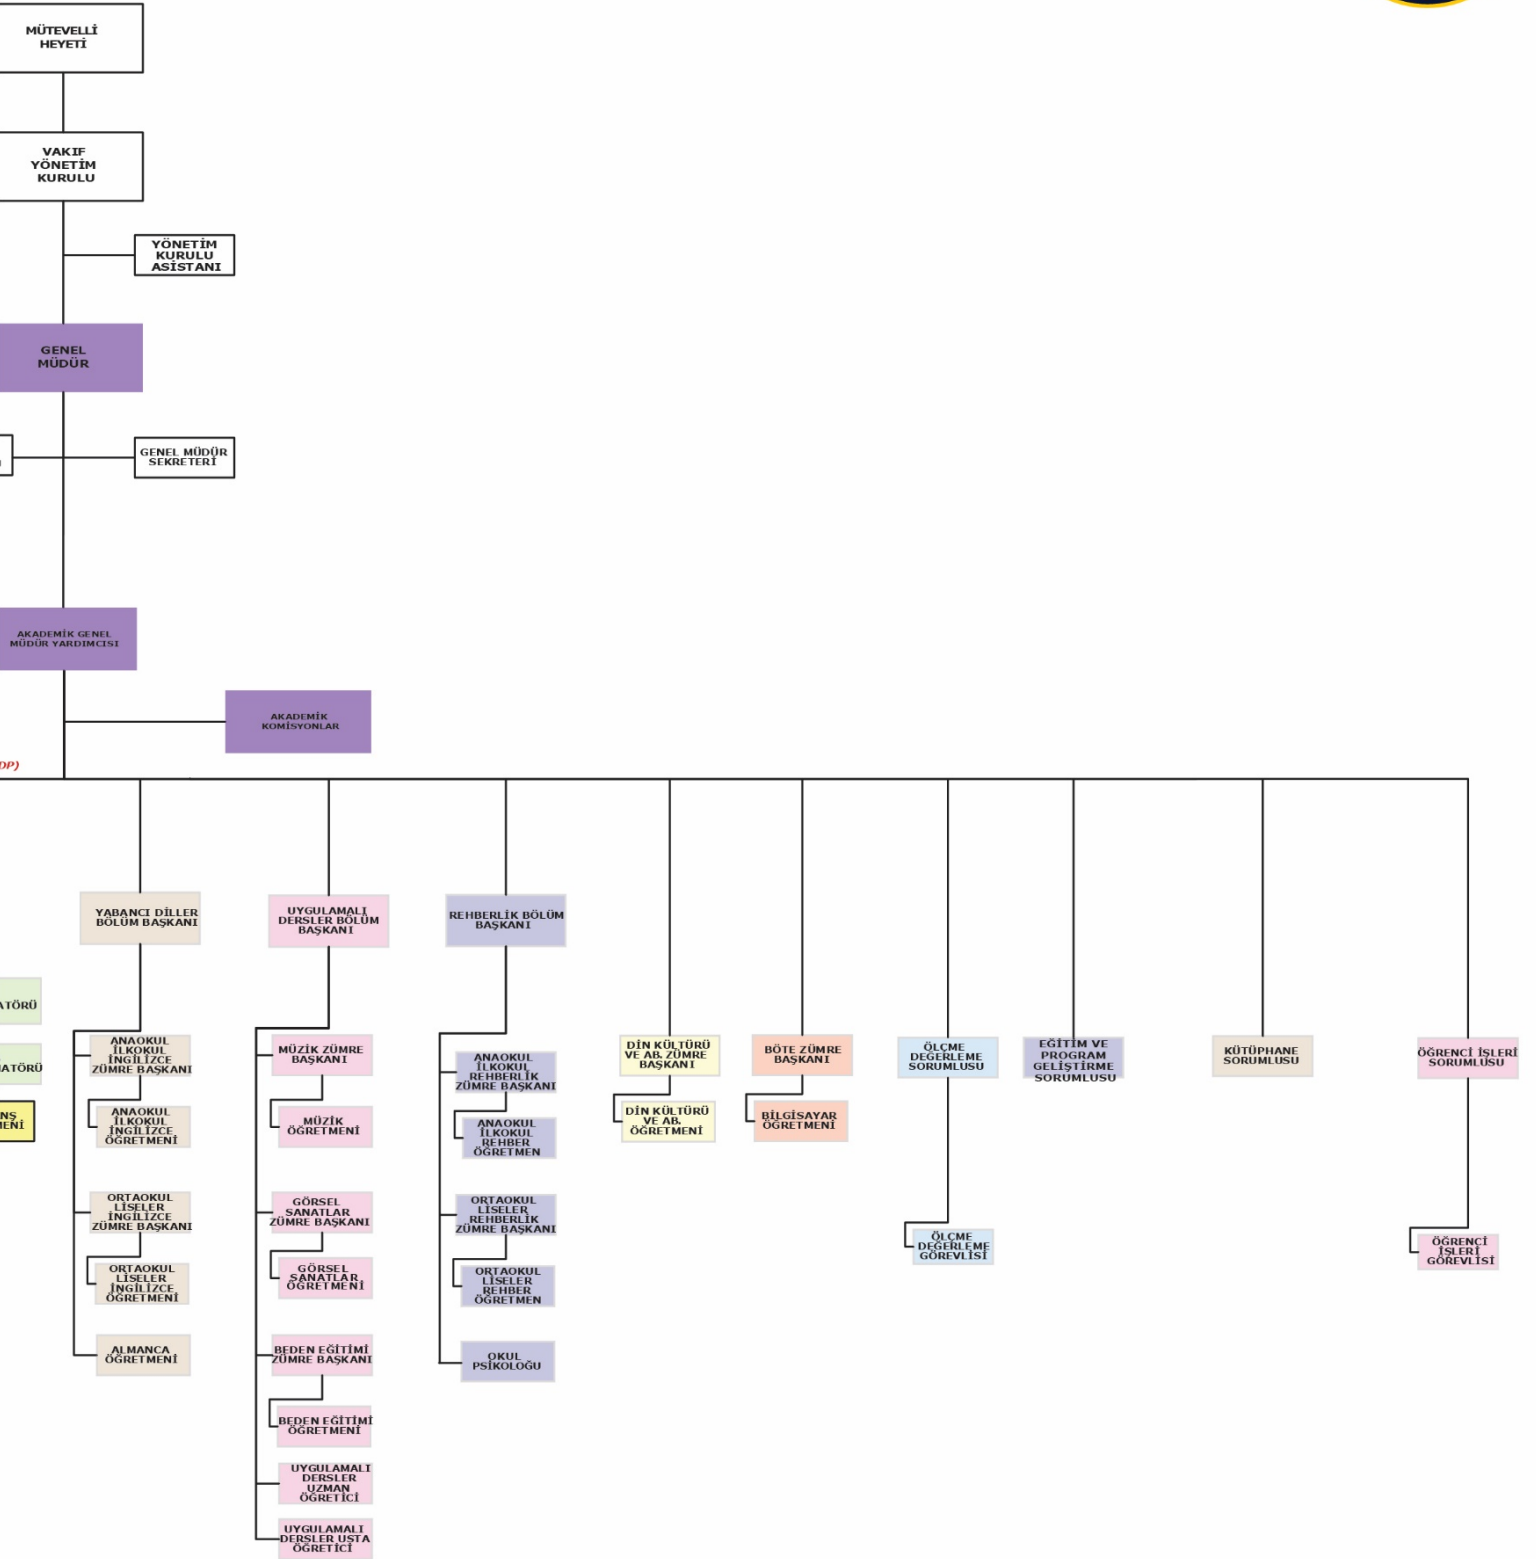 MÜTEVELLİ
HEYETİ
VAKIF
YÖNETİM
KURULU
YÖNETİM
KURULU
ASİSTANI
GENEL
MÜDÜR
GENEL MÜDÜR
SEKRETERİ
AKADEMİK GENEL
MÜDÜR YARDIMCISI
AKADEMİK
KOMİSYONLAR
DP)
YABANCI DİLLER
BÖLÜM BAŞKANI
UYGULAMALI
DERSLER BÖLÜM
BAŞKANI
REHBERLİK BÖLÜM
BAŞKANI
ATÖRÜ
ATÖRÜ
NŞ
MENİ
ANAOKUL
İLKOKUL
İNGİLİZCE
ZÜMRE BAŞKANI
ANAOKUL
İLKOKUL
İNGİLİZCE
ÖĞRETMENİ
ORTAOKUL
LİSELER
İNGİLİZCE
ZÜMRE BAŞKANI
ORTAOKUL
LİSELER
İNGİLİZCE
ÖĞRETMENİ
ALMANCA
ÖĞRETMENİ
MÜZİK ZÜMRE
BAŞKANI
MÜZİK
ÖĞRETMENİ
GÖRSEL
SANATLAR
ZÜMRE BAŞKANI
GÖRSEL
SANATLAR
ÖĞRETMENİ
BEDEN EĞİTİMİ
ZÜMRE BAŞKANI
BEDEN EĞİTİMİ
ÖĞRETMENİ
UYGULAMALI
DERSLER
UZMAN
ÖĞRETİCİ
UYGULAMALI
DERSLER USTA
ÖĞRETİCİ
ANAOKUL
İLKOKUL
REHBERLİK
ZÜMRE BAŞKANI
ANAOKUL
İLKOKUL
REHBER
ÖĞRETMEN
ORTAOKUL
LİSELER
REHBERLİK
ZÜMRE BAŞKANI
ORTAOKUL
LİSELER
REHBER
ÖĞRETMEN
OKUL
PSİKOLOĞU
DİN KÜLTÜRÜ
VE AB. ZÜMRE
BAŞKANI
DİN KÜLTÜRÜ
VE AB.
ÖĞRETMENİ
BÖTE ZÜMRE
BAŞKANI
BİLGİSAYAR
ÖĞRETMENİ
ÖLÇME
DEĞERLEME
SORUMLUSU
ÖLÇME
DEĞERLEME
GÖREVLİSİ
EĞİTİM VE
PROGRAM
GELİŞTİRME
SORUMLUSU
KÜTÜPHANE
SORUMLUSU
ÖĞRENCİ İŞLERİ
SORUMLUSU
ÖĞRENCİ
İŞLERİ
GÖREVLİSİ